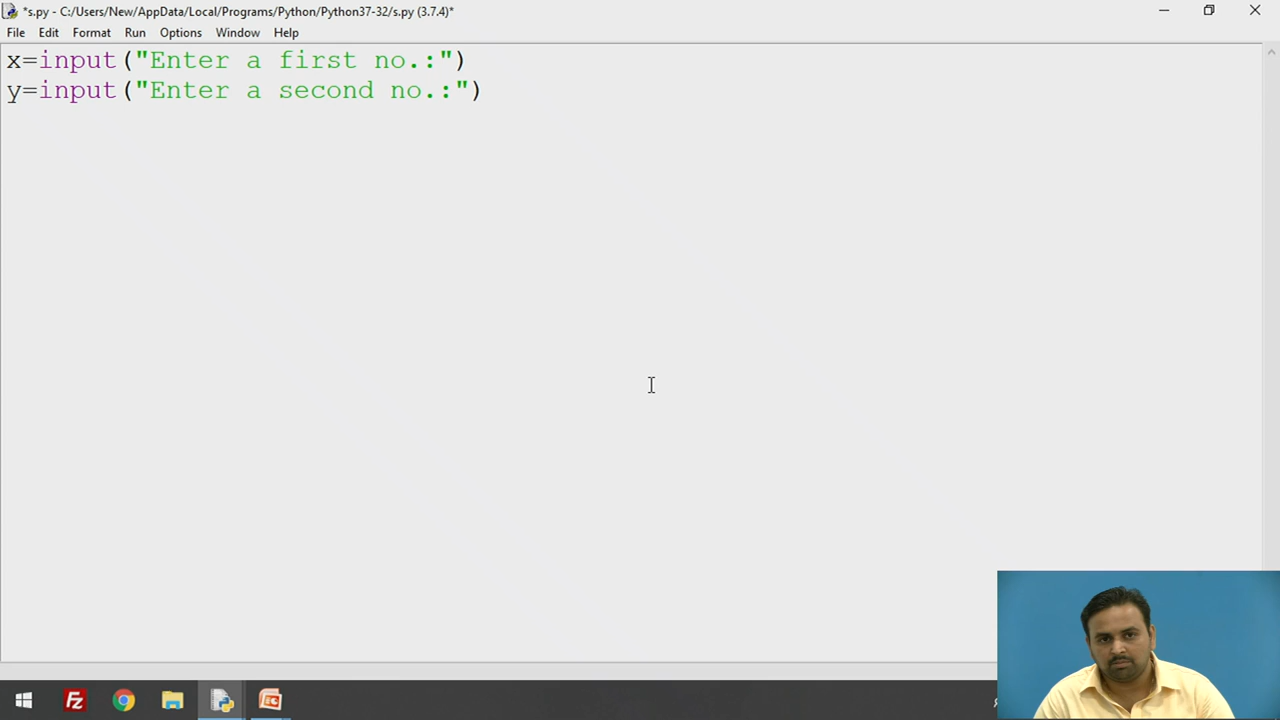 *s.py - C:/Users/New/AppData/Local/Programs/Python/Python37-32/s.py (3.7.4)*
File Edit Format Run Options Window Help
x=input("Enter a first no.:")
y=input("Enter a second no.:")